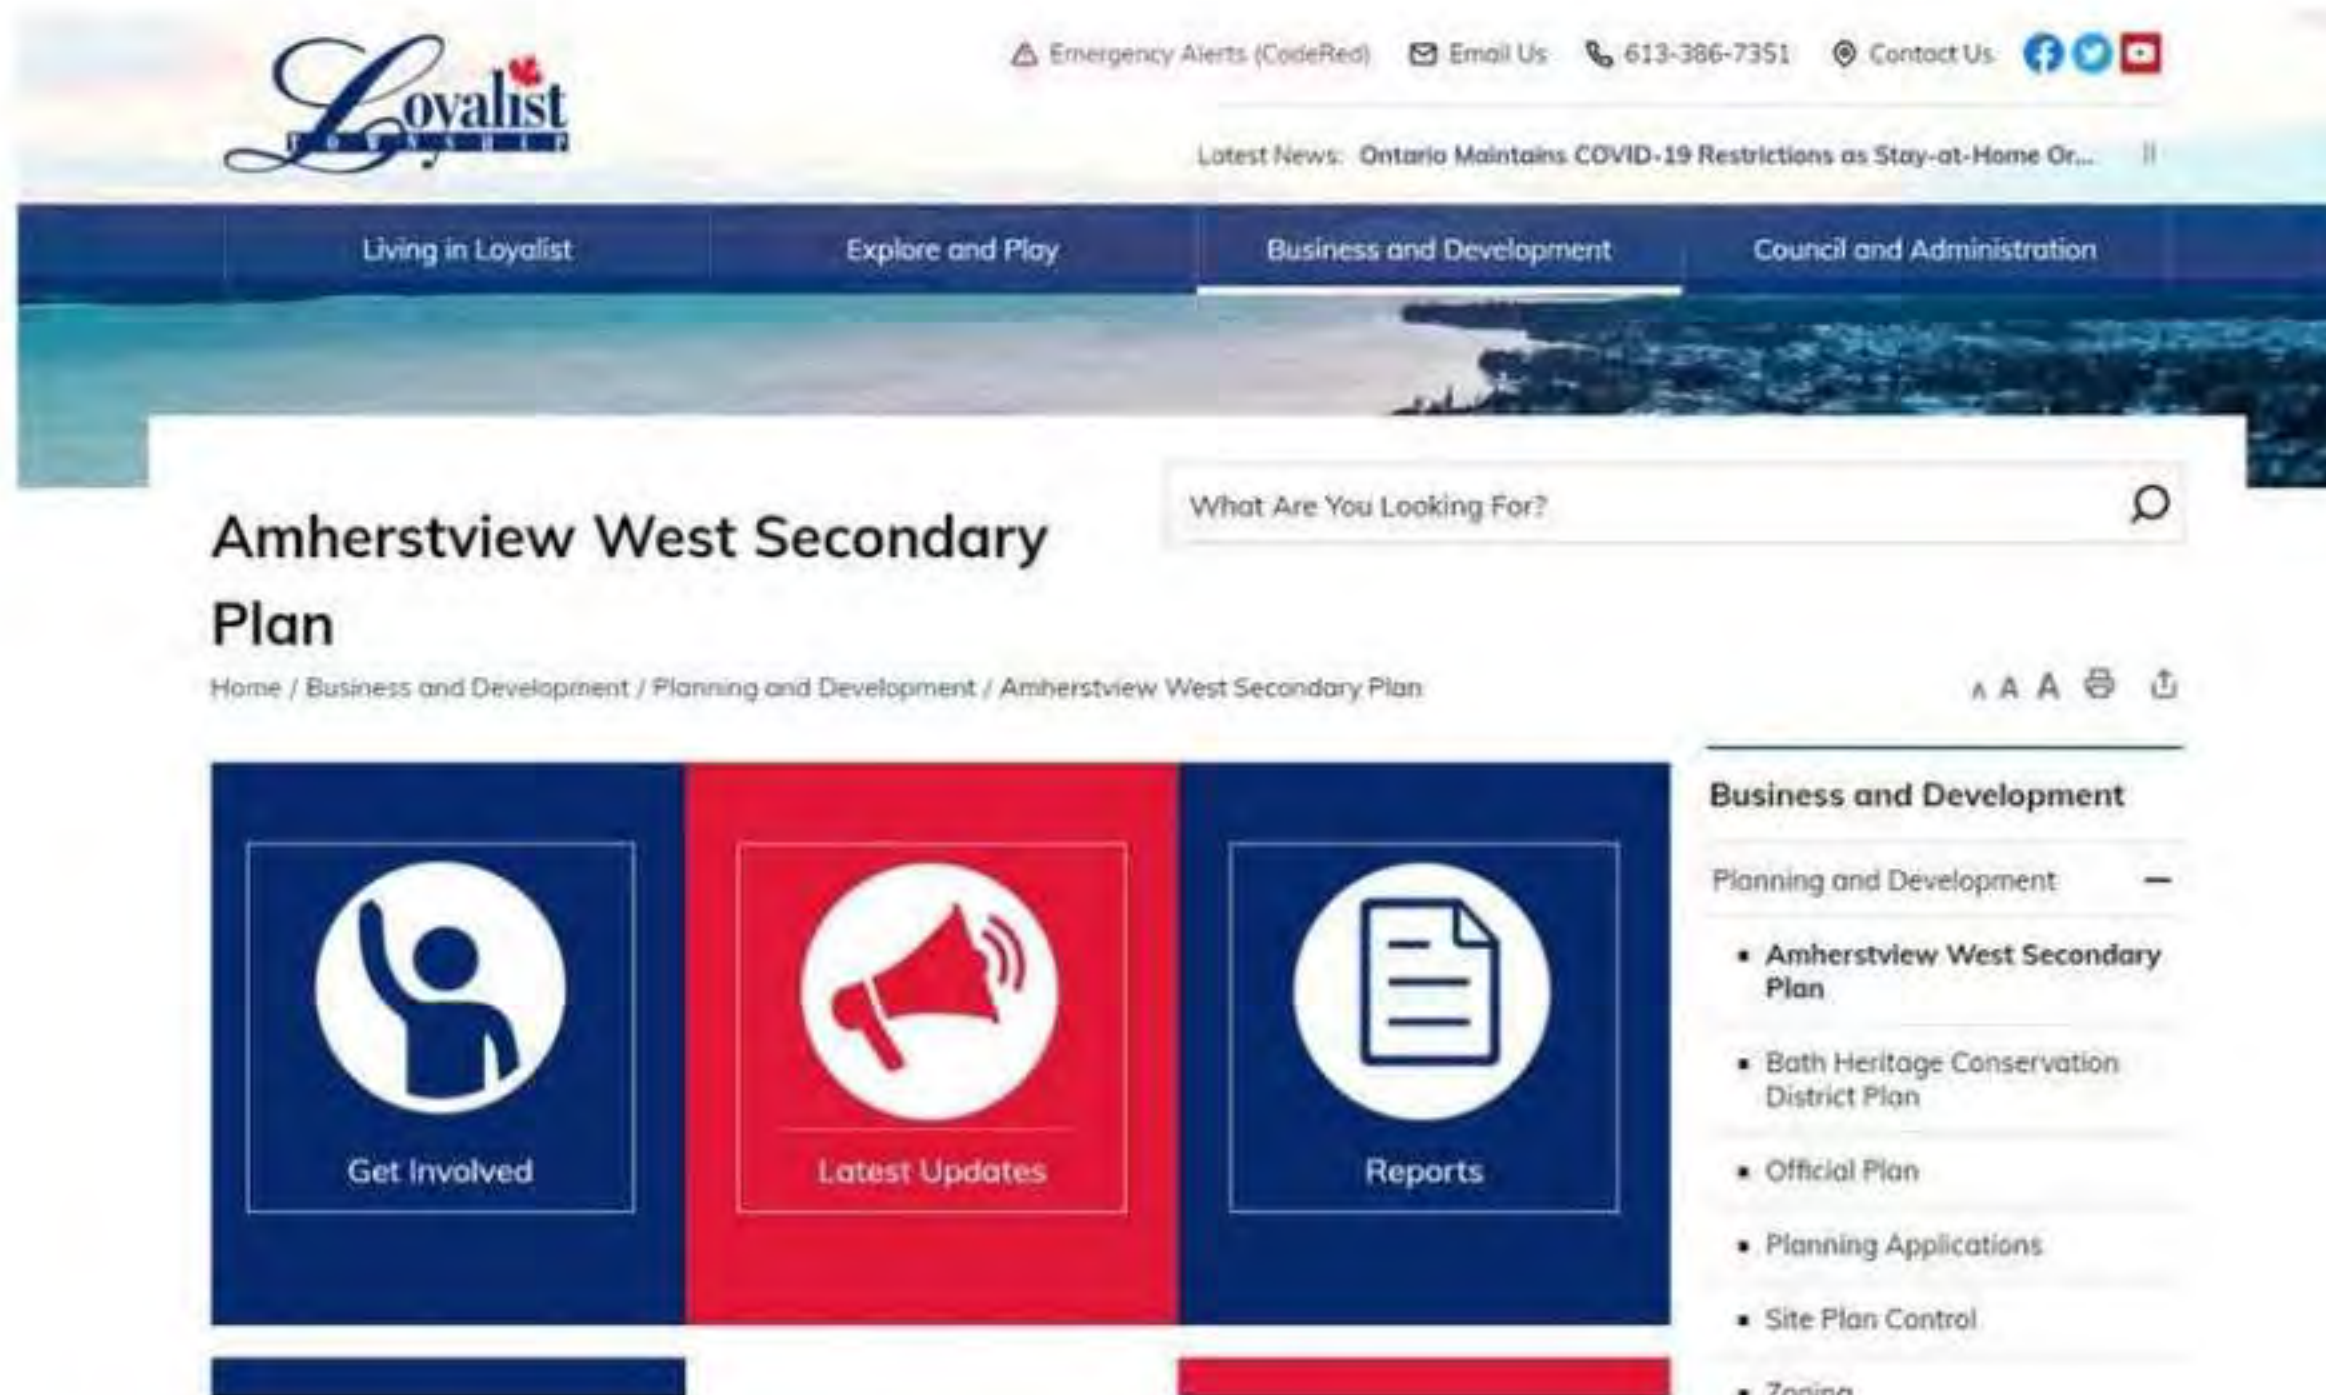 Loyalist
TOWNSHIP
Emergency Alerts (CodeRed) Email Us 613-386-7351 Contact Us
Latest News: Ontario Maintains COVID-19 Restrictions as Stay-at-Home Or...
Living in Loyalist Explore and Play Business and Development Council and Administration
What Are You Looking For?
Amherstview West Secondary
Plan
Home / Business and Development / Planning and Development / Amherstview West Secondary Plan
A A A
Get Involved
Latest Updates
Reports
Business and Development
Planning and Development
Amherstview West Secondary
Plan
Bath Heritage Conservation
District Plan
Official Plan
Planning Applications
Site Plan Control
Zoning